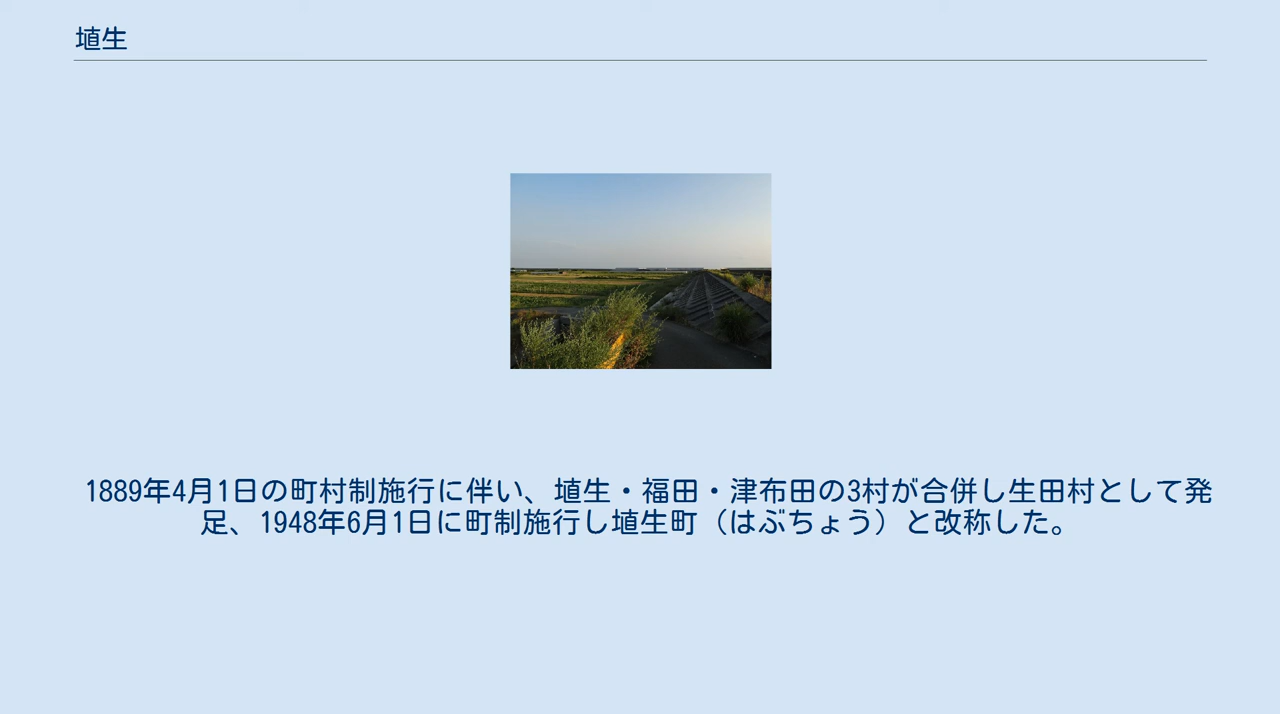 埴生
1889年4月1日の町村制施行に伴い、埴生・福田・津布田の3村が合併し生田村として発
足、1948年6月1日に町制施行し埴生町（はぶちょう）と改称した。